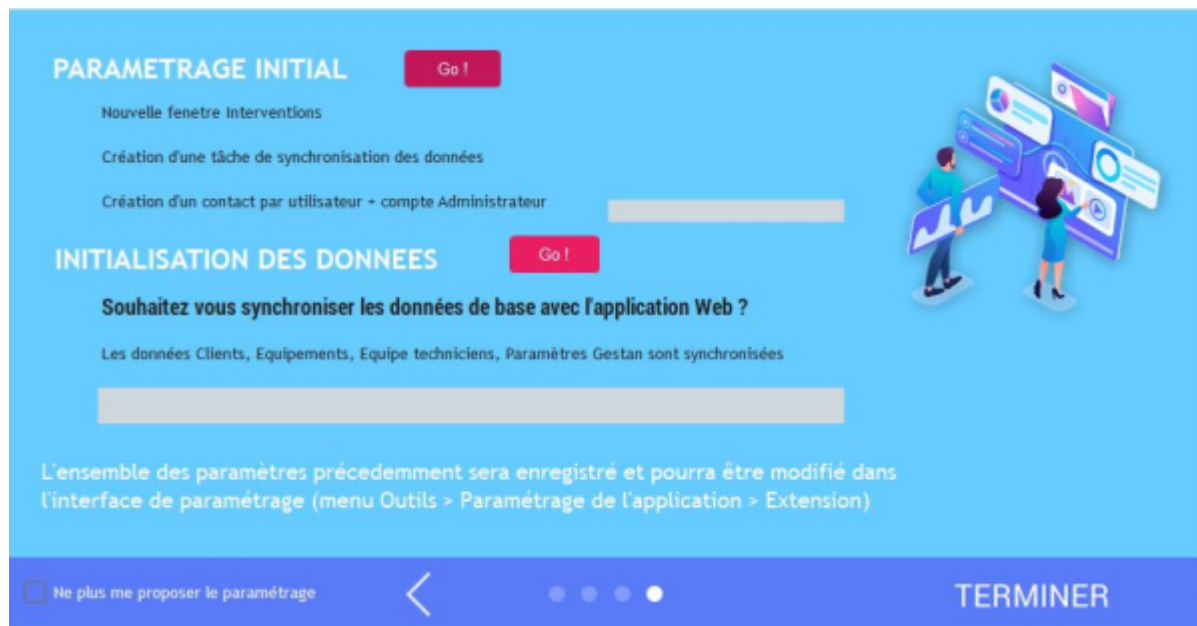 PARAMETRAGE INITIAL Go !
Nouvelle fenetre Interventions
Création d'une tâche de synchronisation des données
Création d'un contact par utilisateur + compte Administrateur
INITIALISATION DES DONNEES Go !
Souhaitez vous synchroniser les données de base avec l'application Web ?
Les données Clients, Equipements, Equipe techniciens, Paramètres Gestan sont synchronisées
L'ensemble des paramètres précedemment sera enregistré et pourra être modifié dans
l'interface de paramétrage (menu Outils > Paramétrage de l'application > Extension)
Ne plus me proposer le paramétrage
TERMINER